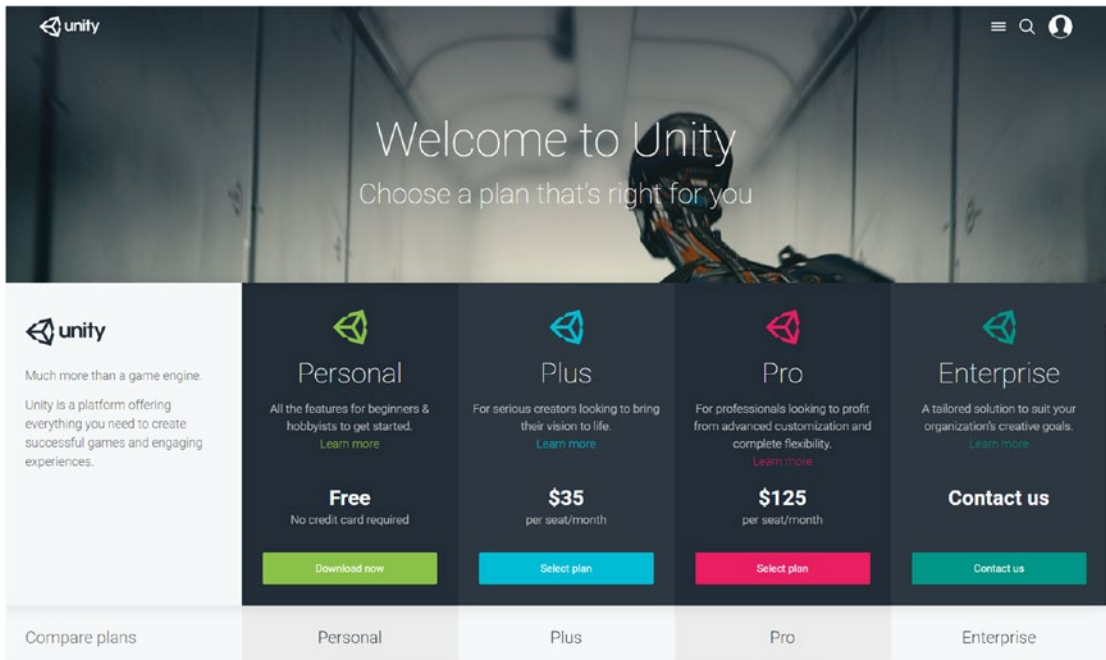 unity
Welcome to Unity
Choose a plan that's right for you
unity
Much more than a game engine.
Unity is a platform offering
everything you need to create
successful games and engaging
experiences.
Personal
All the features for beginners &
hobbyists to get started.
Learn more
Free
No credit card required
Download now
Plus
For serious creators looking to bring
their vision to life.
Learn more
$35
per seat/month
Select plan
Pro
For professionals looking to profit
from advanced customization and
complete flexibility.
Learn more
$125
per seat/month
Select plan
Enterprise
A tailored solution to suit your
organization's creative goals.
Learn more
Contact us
Contact us
Compare plans
Personal
Plus
Pro
Enterprise